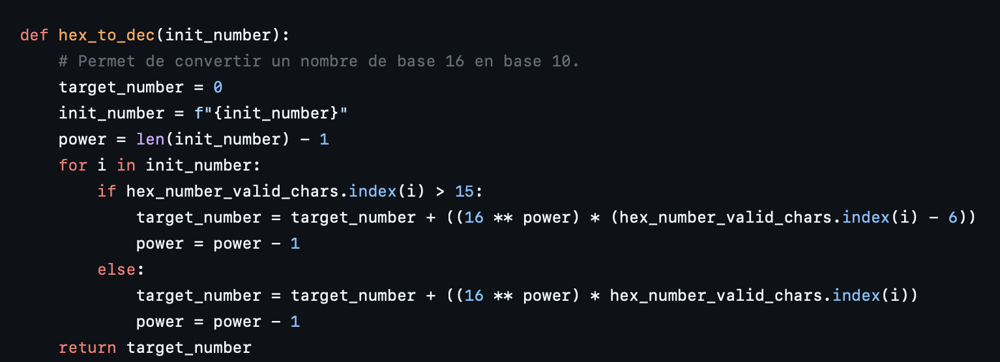 def hex_to_dec(init_number):
    # Permet de convertir un nombre de base 16 en base 10.
    target_number = 0
    init_number = f"{init_number}"
    power = len(init_number) - 1
    for i in init_number:
        if hex_number_valid_chars.index(i) > 15:
            target_number = target_number + ((16 ** power) * (hex_number_valid_chars.index(i) - 6))
            power = power - 1
        else:
            target_number = target_number + ((16 ** power) * hex_number_valid_chars.index(i))
            power = power - 1
    return target_number